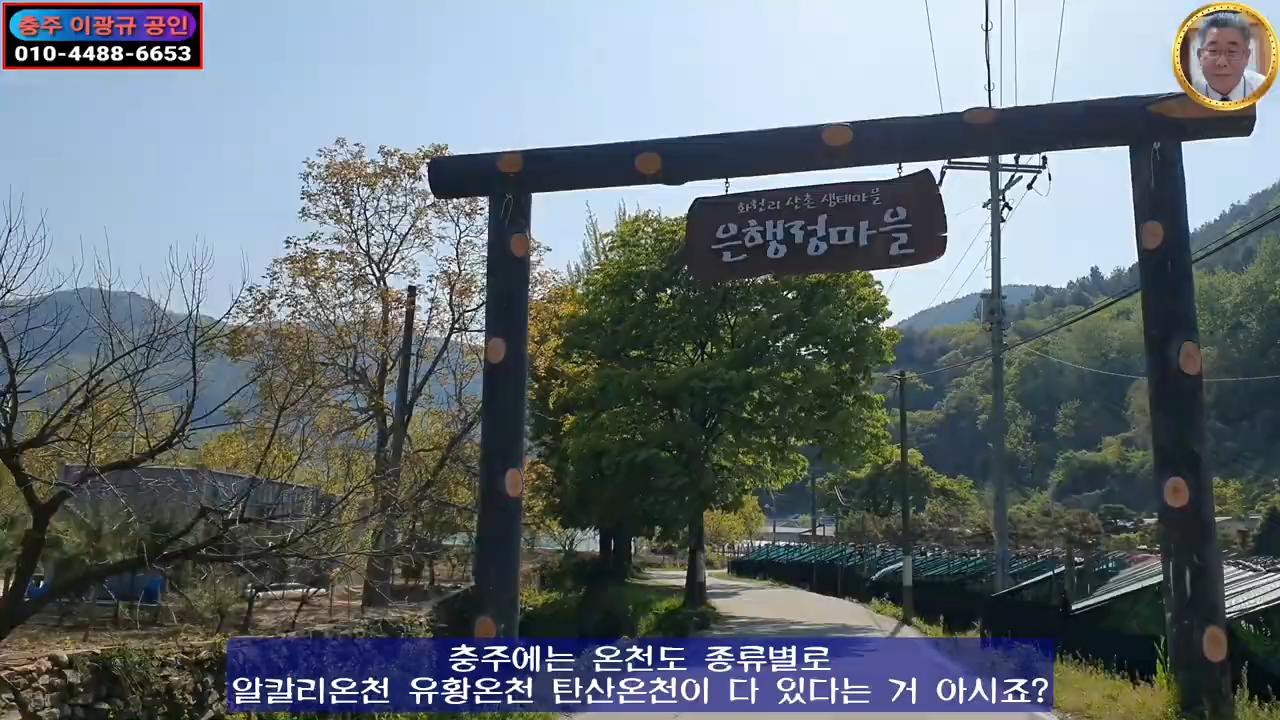 충주 이광규 공인
010-4488-6653
화천리 산촌 생태마을
은행정마을
충주에는 온천도 종류별로
알칼리온천 유황온천 탄산온천이 다 있다는 거 아시죠?